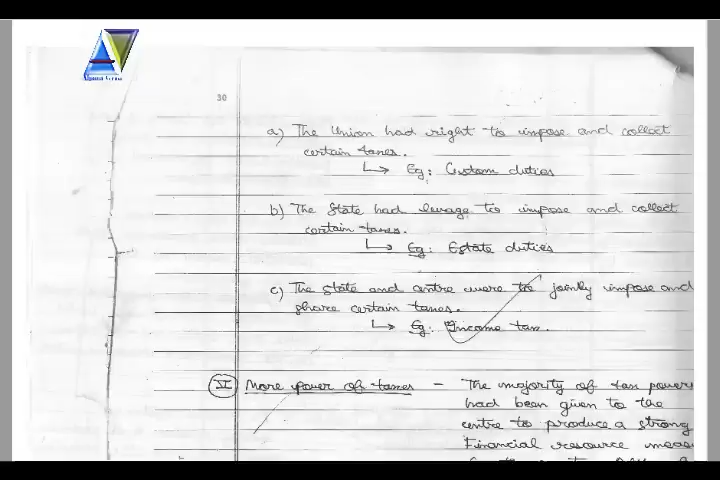 30
a) The Union had right to impose and collect
certain taxes.
↳ Eg: Custom duties
b) The State had levage to impose and collect
certain taxes.
↳ Eg: Estate duties
c) The state and centre were to jointly impose and
share certain taxes.
↳ Eg: Income tax.
VI More power of taxes - The majority of tax powers
had been given to the
centre to produce a strong
Financial resource